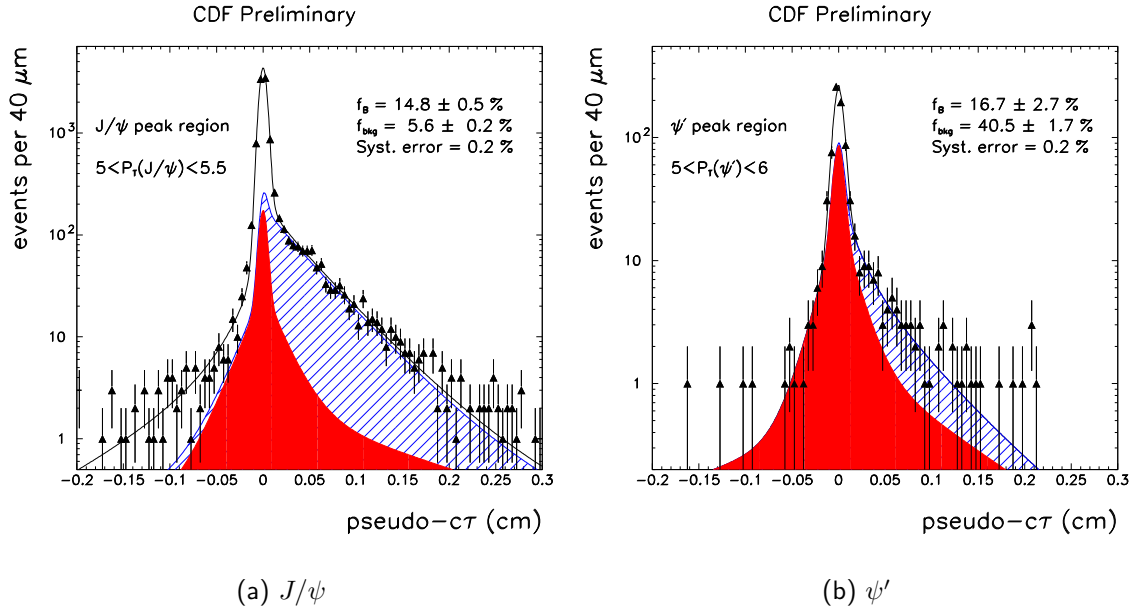 CDF Preliminary
events per 40 μm
10³
10²
10
1
J/ψ peak region
5<P_T(J/ψ)<5.5
f_B = 14.8 ± 0.5 %
f_bkg = 5.6 ± 0.2 %
Syst. error = 0.2 %
-0.2 -0.15 -0.1 -0.05 0 0.05 0.1 0.15 0.2 0.25 0.3
pseudo-cτ (cm)
(a) J/ψ
CDF Preliminary
events per 40 μm
10²
10
1
ψ′ peak region
5<P_T(ψ′)<6
f_B = 16.7 ± 2.7 %
f_bkg = 40.5 ± 1.7 %
Syst. error = 0.2 %
-0.2 -0.15 -0.1 -0.05 0 0.05 0.1 0.15 0.2 0.25 0.3
pseudo-cτ (cm)
(b) ψ′